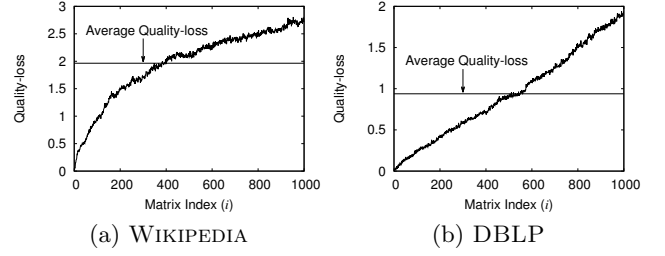 3
2.5
2
1.5
1
0.5
0
Average Quality-loss
Quality-loss
0 200 400 600 800 1000
Matrix Index (i)
(a) WIKIPEDIA
2
1.5
1
0.5
0
Average Quality-loss
Quality-loss
0 200 400 600 800 1000
Matrix Index (i)
(b) DBLP